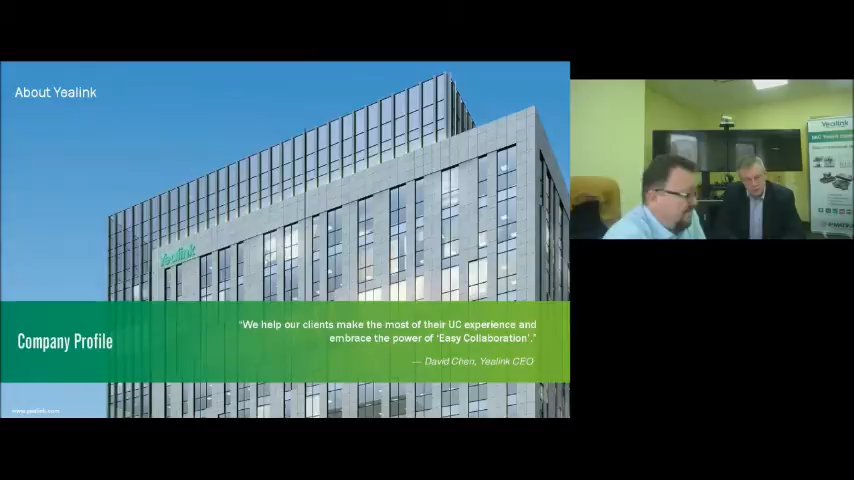 About Yealink
Yealink
Company Profile
"We help our clients make the most of their UC experience and
embrace the power of 'Easy Collaboration'."
— David Chen, Yealink CEO
www.yealink.com
Yealink